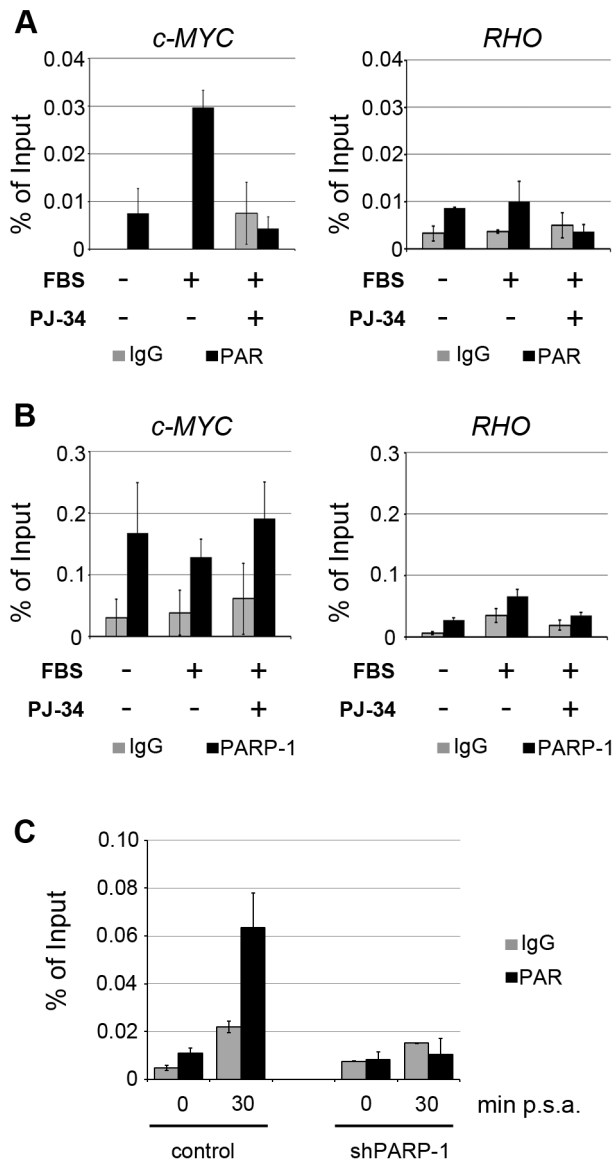 A
c-MYC RHO
% of Input
0.04
0.03
0.02
0.01
0
% of Input
0.04
0.03
0.02
0.01
0
FBS - + +
PJ-34 - - +
FBS - + +
PJ-34 - - +
IgG PAR
IgG PAR
B
c-MYC RHO
% of Input
0.3
0.2
0.1
0
% of Input
0.3
0.2
0.1
0
FBS - + +
PJ-34 - - +
FBS - + +
PJ-34 - - +
IgG PARP-1
IgG PARP-1
C
% of Input
0.10
0.08
0.06
0.04
0.02
0
IgG
PAR
0 30 0 30 min p.s.a.
control shPARP-1